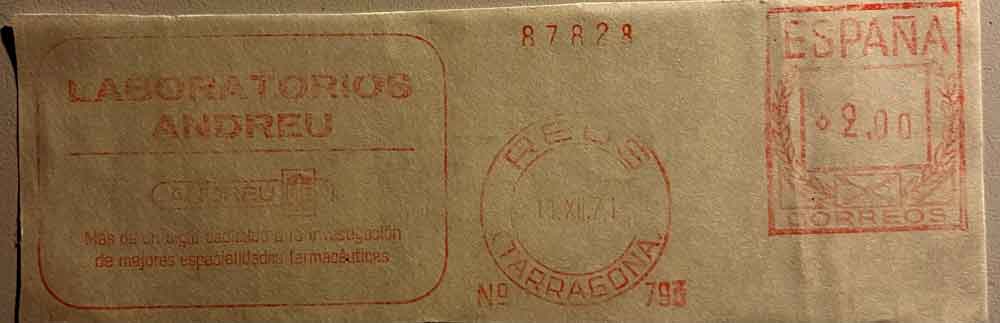 LABORATORIOS
ANDREU
ANDREU
Más de un siglo dedicado a la investigación
de mejores especialidades farmacéuticas
87828
REUS
11.XII.71
(TARRAGONA)
Nº 793
ESPAÑA
2,00
CORREOS